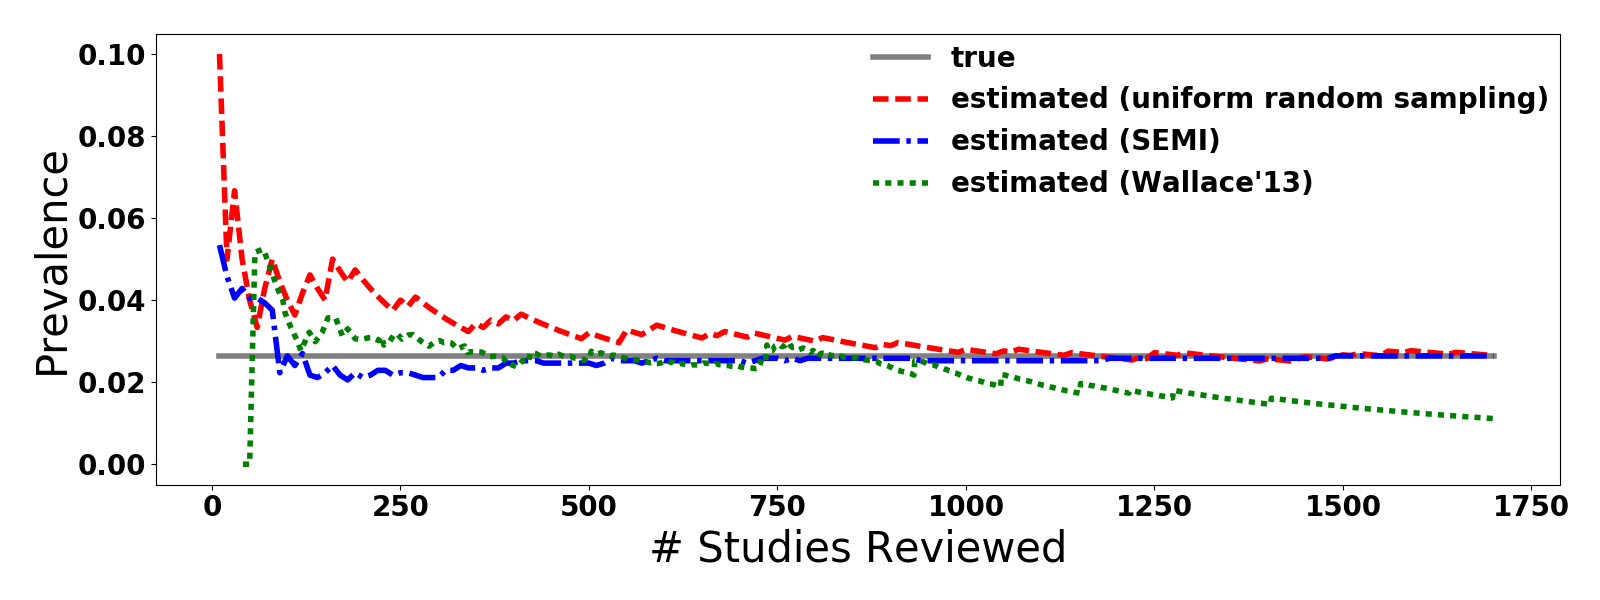 true
estimated (uniform random sampling)
estimated (SEMI)
estimated (Wallace'13)
Prevalence
0.10
0.08
0.06
0.04
0.02
0.00
0 250 500 750 1000 1250 1500 1750
# Studies Reviewed